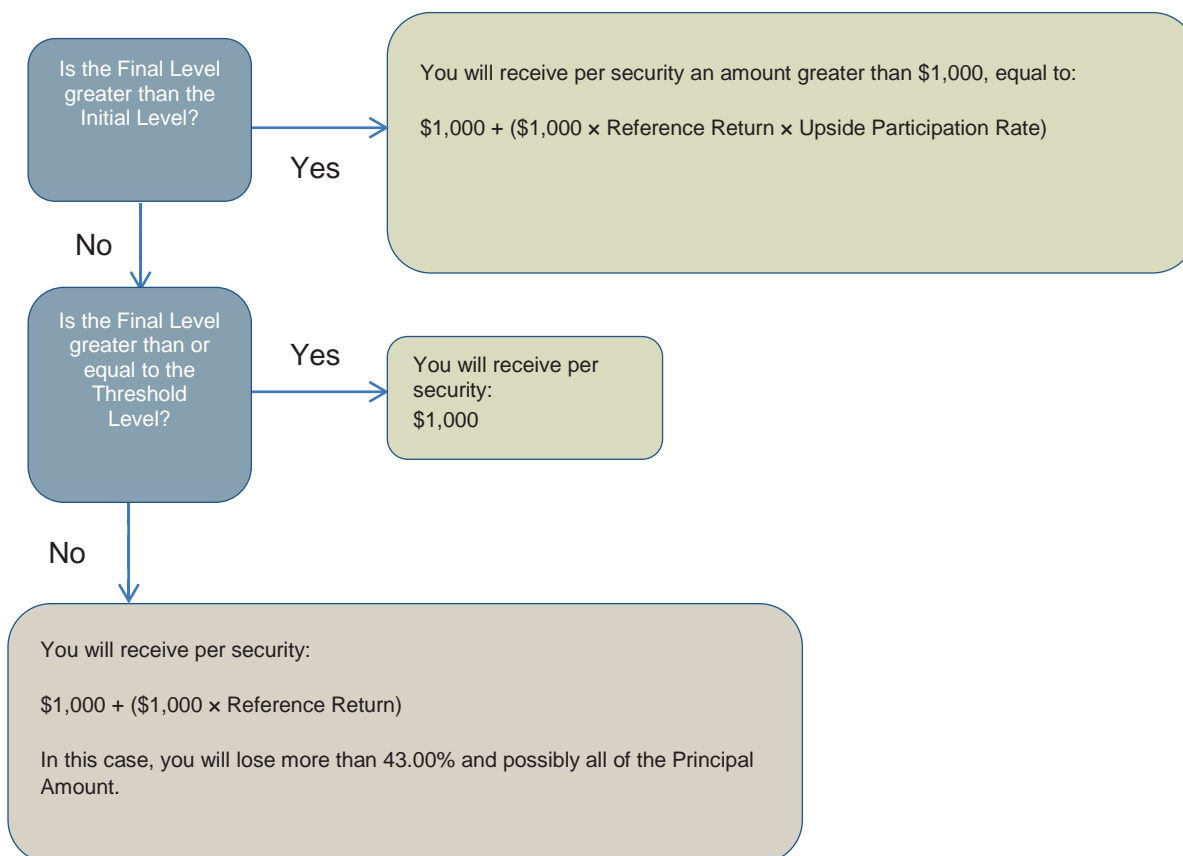 Is the Final Level
greater than the
Initial Level?
Yes
You will receive per security an amount greater than $1,000, equal to:
$1,000 + ($1,000 × Reference Return × Upside Participation Rate)
No
Is the Final Level
greater than or
equal to the
Threshold
Level?
Yes
You will receive per
security:
$1,000
No
You will receive per security:
$1,000 + ($1,000 × Reference Return)
In this case, you will lose more than 43.00% and possibly all of the Principal
Amount.